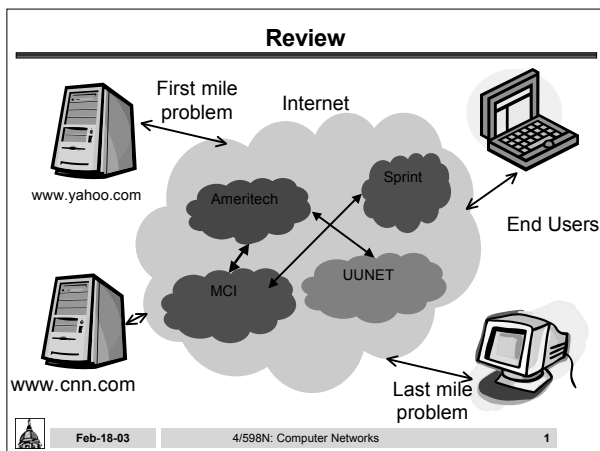 Review
First mile
problem
Internet
www.yahoo.com
Ameritech
Sprint
End Users
MCI
UUNET
www.cnn.com
Last mile
problem
Feb-18-03
4/598N: Computer Networks
1